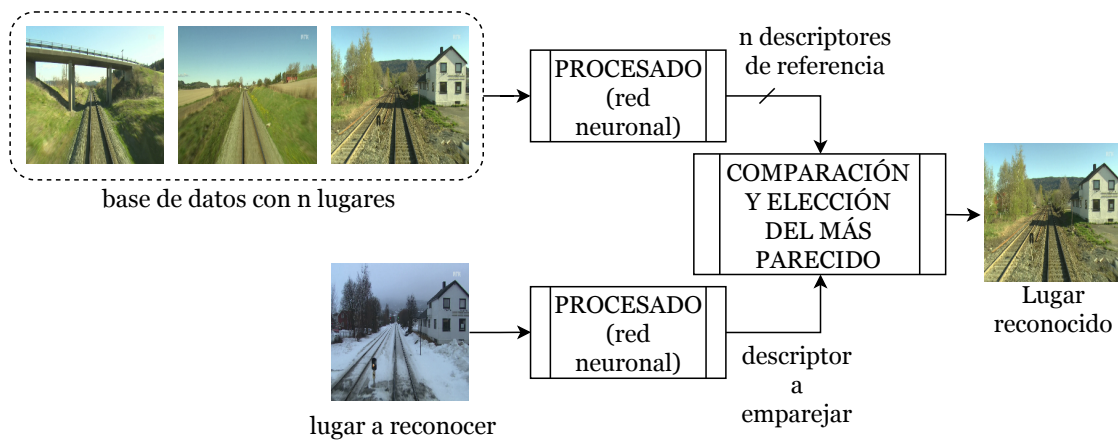 PROCESADO
(red
neuronal)
n descriptores
de referencia
base de datos con n lugares
COMPARACIÓN
Y ELECCIÓN
DEL MÁS
PARECIDO
Lugar
reconocido
PROCESADO
(red
neuronal)
descriptor
a
emparejar
lugar a reconocer